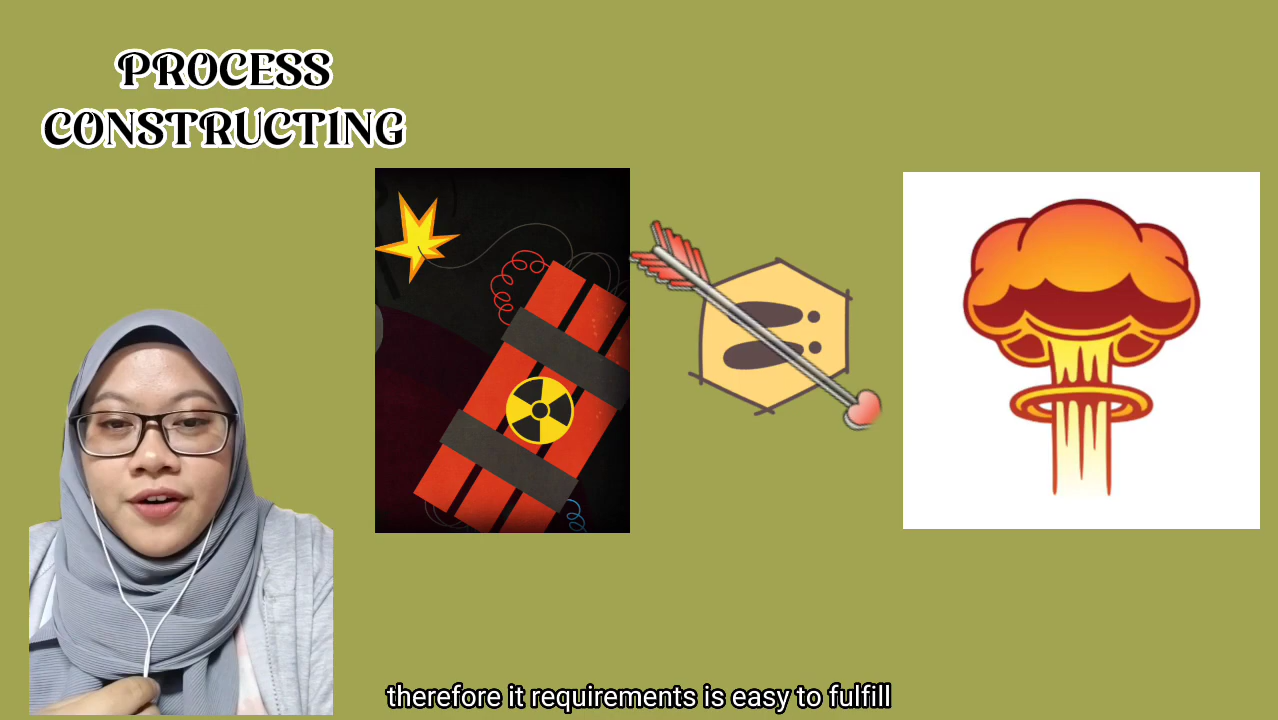 PROCESS
CONSTRUCTING
therefore it requirements is easy to fulfill